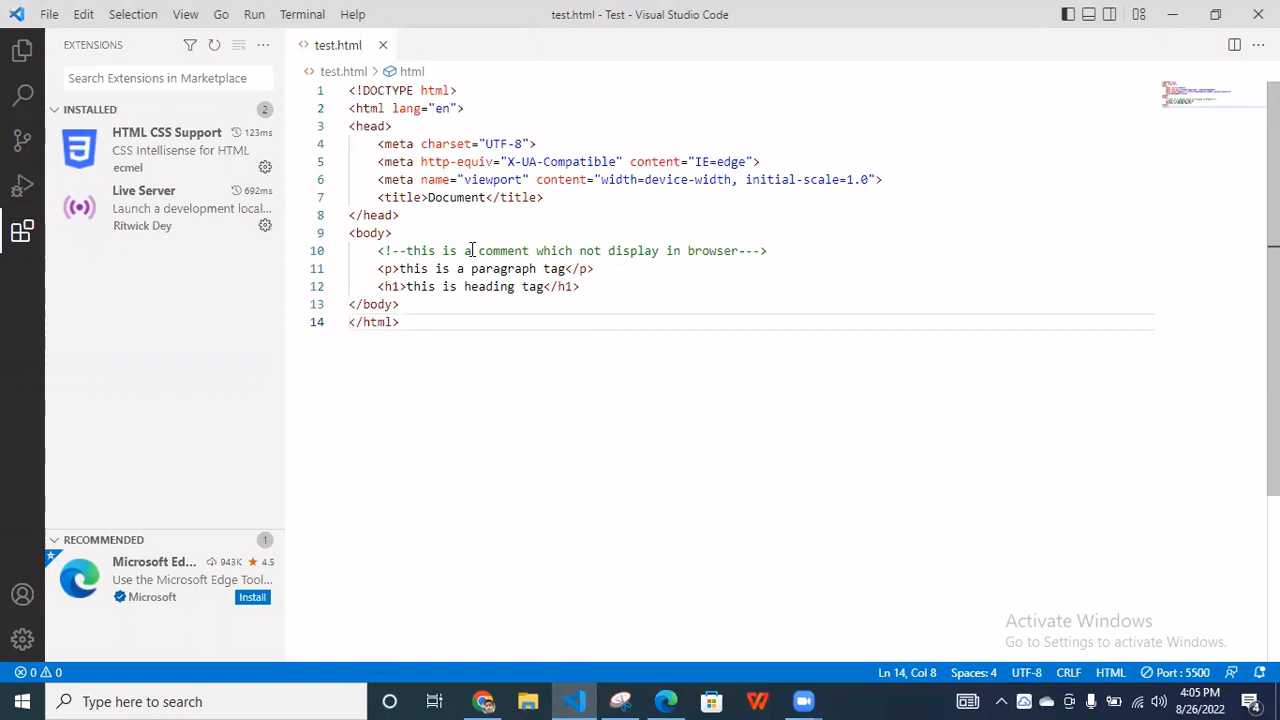 File Edit Selection View Go Run Terminal Help test.html - Test - Visual Studio Code
EXTENSIONS
Search Extensions in Marketplace
INSTALLED 2
HTML CSS Support 123ms
CSS Intellisense for HTML
ecmel
Live Server 692ms
Launch a development local...
Ritwick Dey
RECOMMENDED 1
Microsoft Ed... 943K 4.5
Use the Microsoft Edge Tool...
Microsoft Install
test.html
test.html > html
1 <!DOCTYPE html>
2 <html lang="en">
3 <head>
4 <meta charset="UTF-8">
5 <meta http-equiv="X-UA-Compatible" content="IE=edge">
6 <meta name="viewport" content="width=device-width, initial-scale=1.0">
7 <title>Document</title>
8 </head>
9 <body>
10 <!--this is a comment which not display in browser--->
11 <p>this is a paragraph tag</p>
12 <h1>this is heading tag</h1>
13 </body>
14 </html>
Activate Windows
Go to Settings to activate Windows.
0 0 Ln 14, Col 8 Spaces: 4 UTF-8 CRLF HTML Port : 5500
Type here to search
4:05 PM
8/26/2022
4